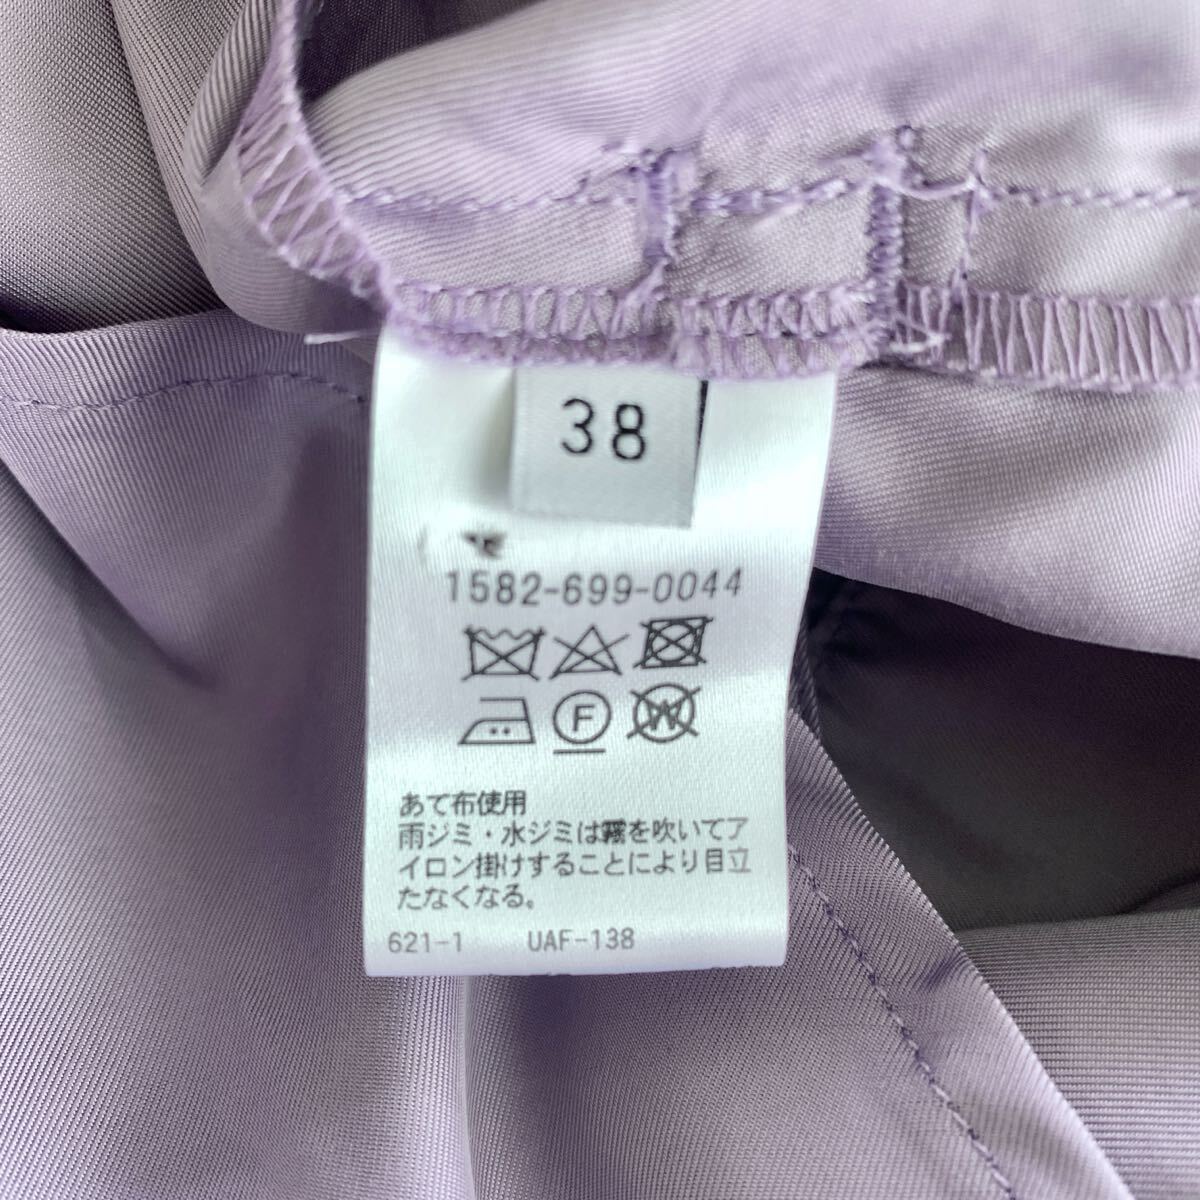 38
1582-699-0044
F
W
あて布使用
雨ジミ・水ジミは霧を吹いてア
イロン掛けすることにより目立
たなくなる。
621-1 UAF-138